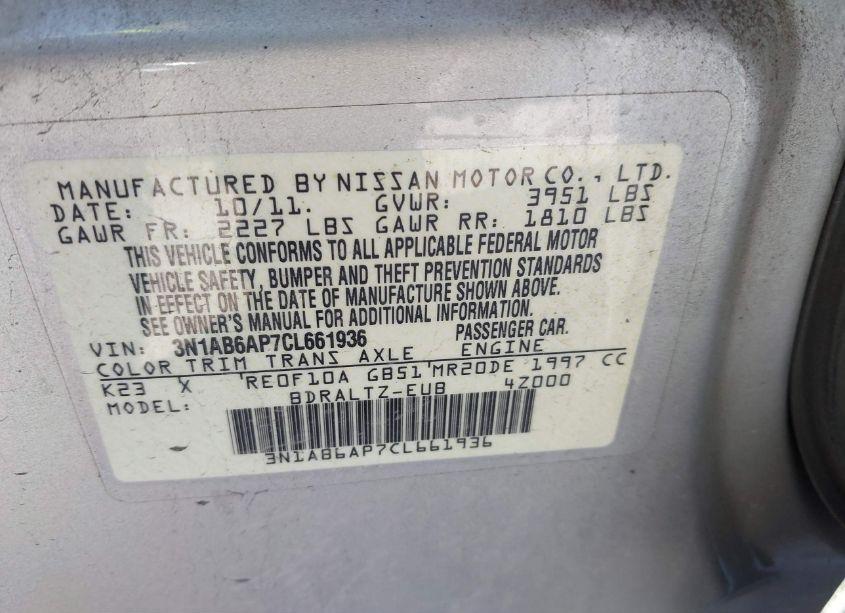 MANUFACTURED BY NISSAN MOTOR CO., LTD.
DATE: 10/11. GVWR: 3951 LBS
GAWR FR: 2227 LBS GAWR RR: 1810 LBS
THIS VEHICLE CONFORMS TO ALL APPLICABLE FEDERAL MOTOR
VEHICLE SAFETY, BUMPER AND THEFT PREVENTION STANDARDS
IN EFFECT ON THE DATE OF MANUFACTURE SHOWN ABOVE.
SEE OWNER'S MANUAL FOR ADDITIONAL INFORMATION.
VIN: 3N1AB6AP7CL661936 PASSENGER CAR.
COLOR TRIM TRANS AXLE ENGINE
K23 X RE0F10A GB51 MR20DE 1997 CC
MODEL: BDRALTZ-EUB 4Z000
3N1AB6AP7CL661936